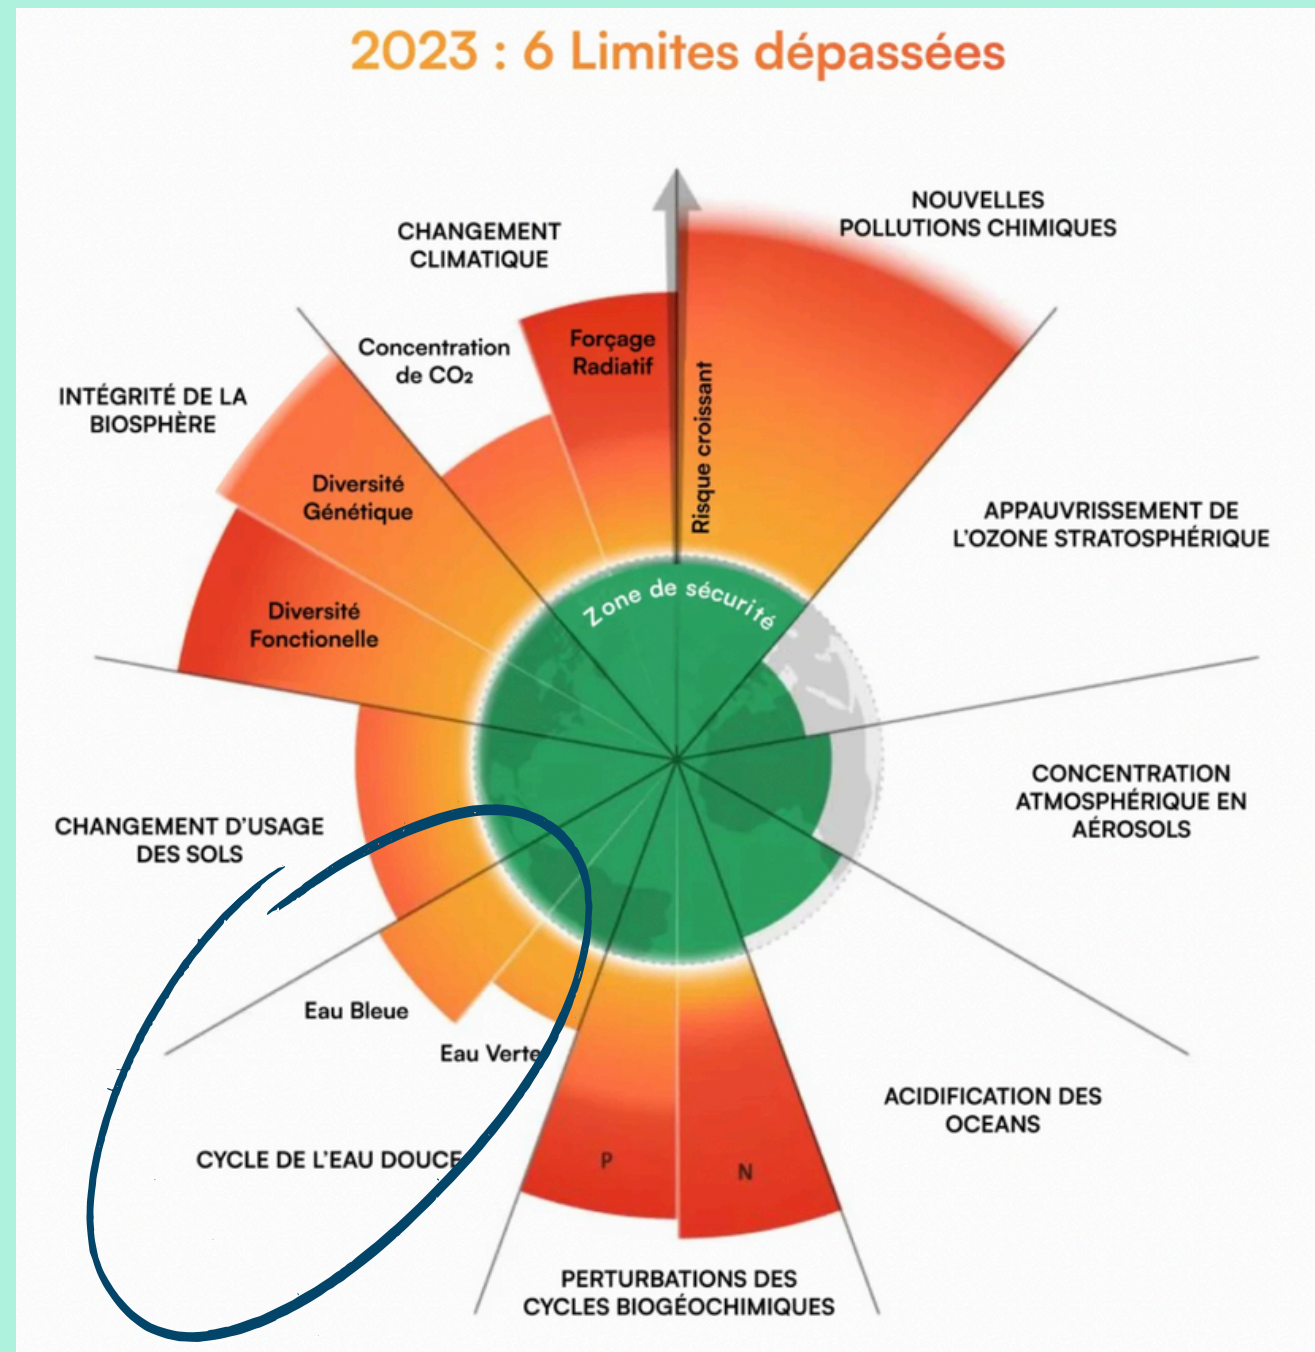 2023 : 6 Limites dépassées
NOUVELLES
POLLUTIONS CHIMIQUES
CHANGEMENT
CLIMATIQUE
Forçage
Radiatif
Concentration
de CO₂
Risque croissant
INTÉGRITÉ DE LA
BIOSPHÈRE
Diversité
Génétique
APPAUVRISSEMENT DE
L'OZONE STRATOSPHÉRIQUE
Zone de sécurité
Diversité
Fonctionelle
CONCENTRATION
ATMOSPHÉRIQUE EN
AÉROSOLS
CHANGEMENT D'USAGE
DES SOLS
Eau Bleue
Eau Verte
ACIDIFICATION DES
OCEANS
CYCLE DE L'EAU DOUCE
P
N
PERTURBATIONS DES
CYCLES BIOGÉOCHIMIQUES